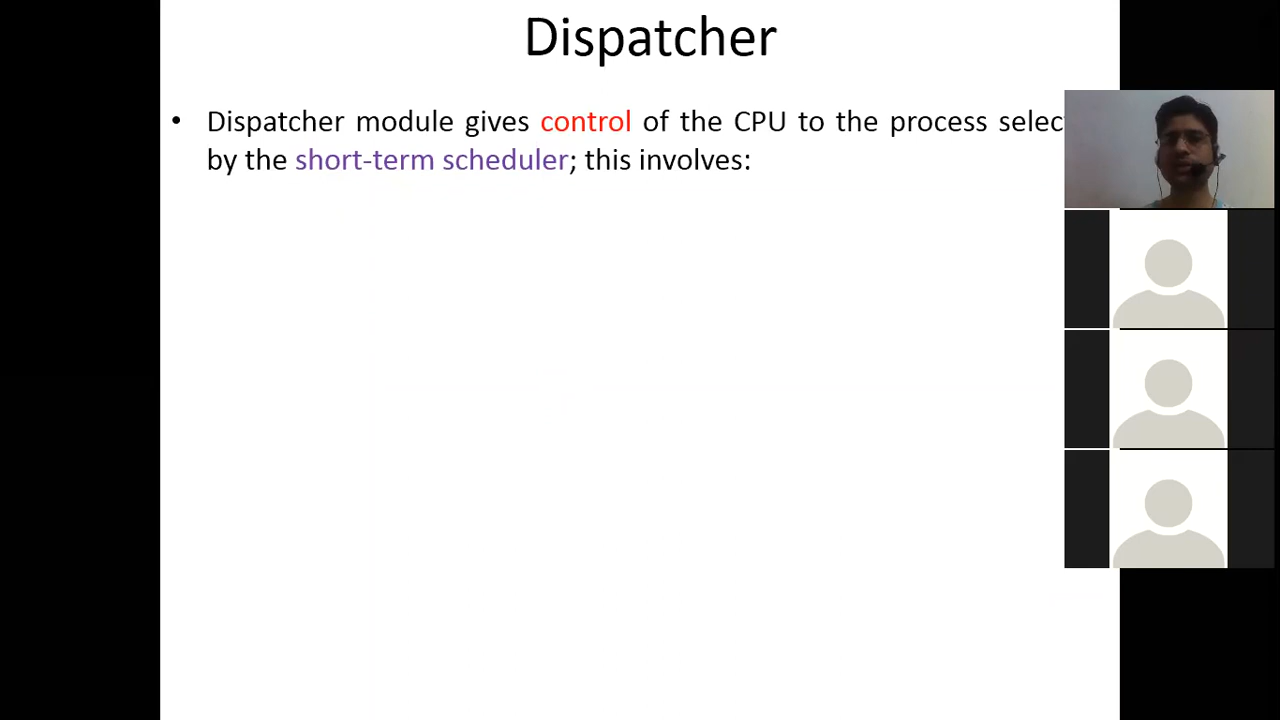 Dispatcher
• Dispatcher module gives control of the CPU to the process selec
by the short-term scheduler; this involves: